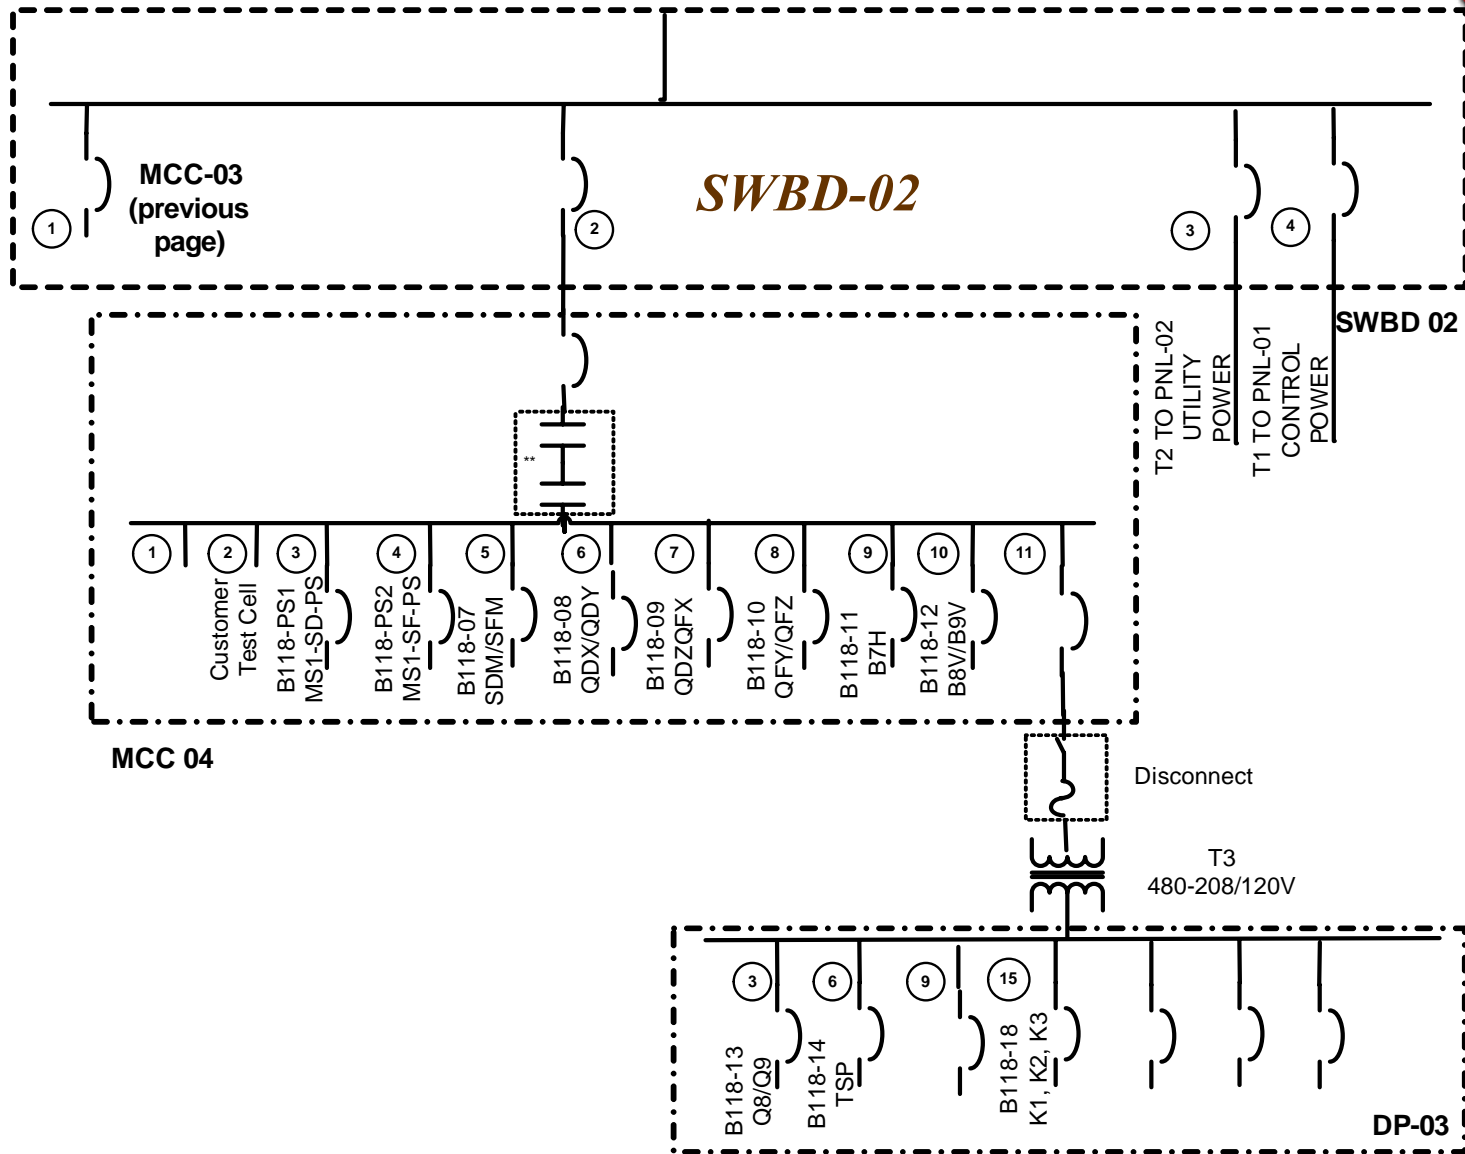 MCC-03
(previous
page)
SWBD-02
1
2
3
4
SWBD 02
T2 TO PNL-02
UTILITY
POWER
T1 TO PNL-01
CONTROL
POWER
**
1
2
3
4
5
6
7
8
9
10
11
Customer
Test Cell
B118-PS1
MS1-SD-PS
B118-PS2
MS1-SF-PS
B118-07
SDM/SFM
B118-08
QDX/QDY
B118-09
QDZQFX
B118-10
QFY/QFZ
B118-11
B7H
B118-12
B8V/B9V
MCC 04
Disconnect
T3
480-208/120V
3
6
9
15
B118-13
Q8/Q9
B118-14
TSP
B118-18
K1, K2, K3
DP-03